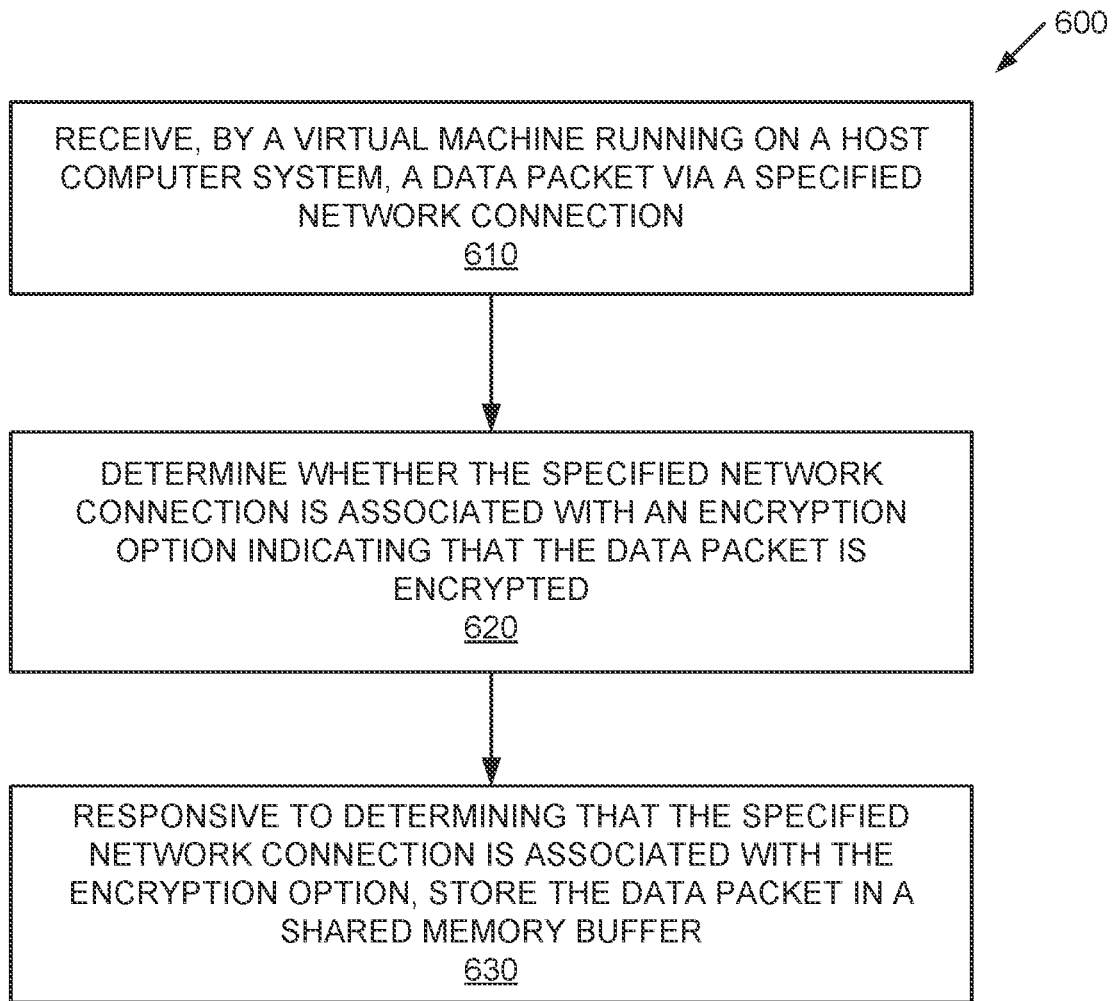 600
RECEIVE, BY A VIRTUAL MACHINE RUNNING ON A HOST
COMPUTER SYSTEM, A DATA PACKET VIA A SPECIFIED
NETWORK CONNECTION
610
DETERMINE WHETHER THE SPECIFIED NETWORK
CONNECTION IS ASSOCIATED WITH AN ENCRYPTION
OPTION INDICATING THAT THE DATA PACKET IS
ENCRYPTED
620
RESPONSIVE TO DETERMINING THAT THE SPECIFIED
NETWORK CONNECTION IS ASSOCIATED WITH THE
ENCRYPTION OPTION, STORE THE DATA PACKET IN A
SHARED MEMORY BUFFER
630